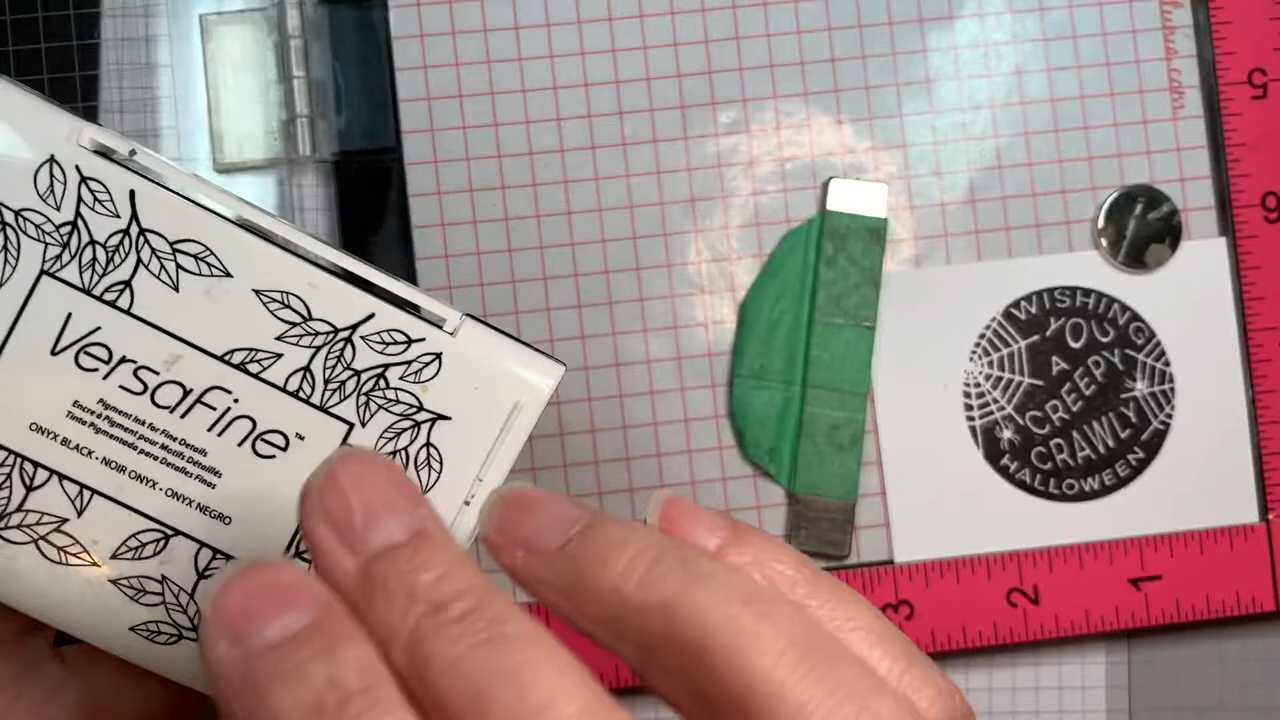 VersaFine™
Pigment Ink for Fine Details
Encre à Pigment pour Motifs Détaillés
Tinta Pigmentada para Detalles Finos
ONYX BLACK • NOIR ONYX • ONYX NEGRO
WISHING
YOU
A
CREEPY
CRAWLY
HALLOWEEN
5
6
3
2
1